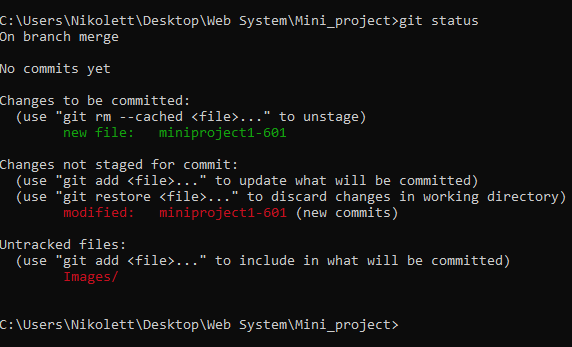 C:\Users\Nikolett\Desktop\Web System\Mini_project>git status
On branch merge
No commits yet
Changes to be committed:
(use "git rm --cached <file>..." to unstage)
new file: miniproject1-601
Changes not staged for commit:
(use "git add <file>..." to update what will be committed)
(use "git restore <file>..." to discard changes in working directory)
modified: miniproject1-601 (new commits)
Untracked files:
(use "git add <file>..." to include in what will be committed)
Images/
C:\Users\Nikolett\Desktop\Web System\Mini_project>